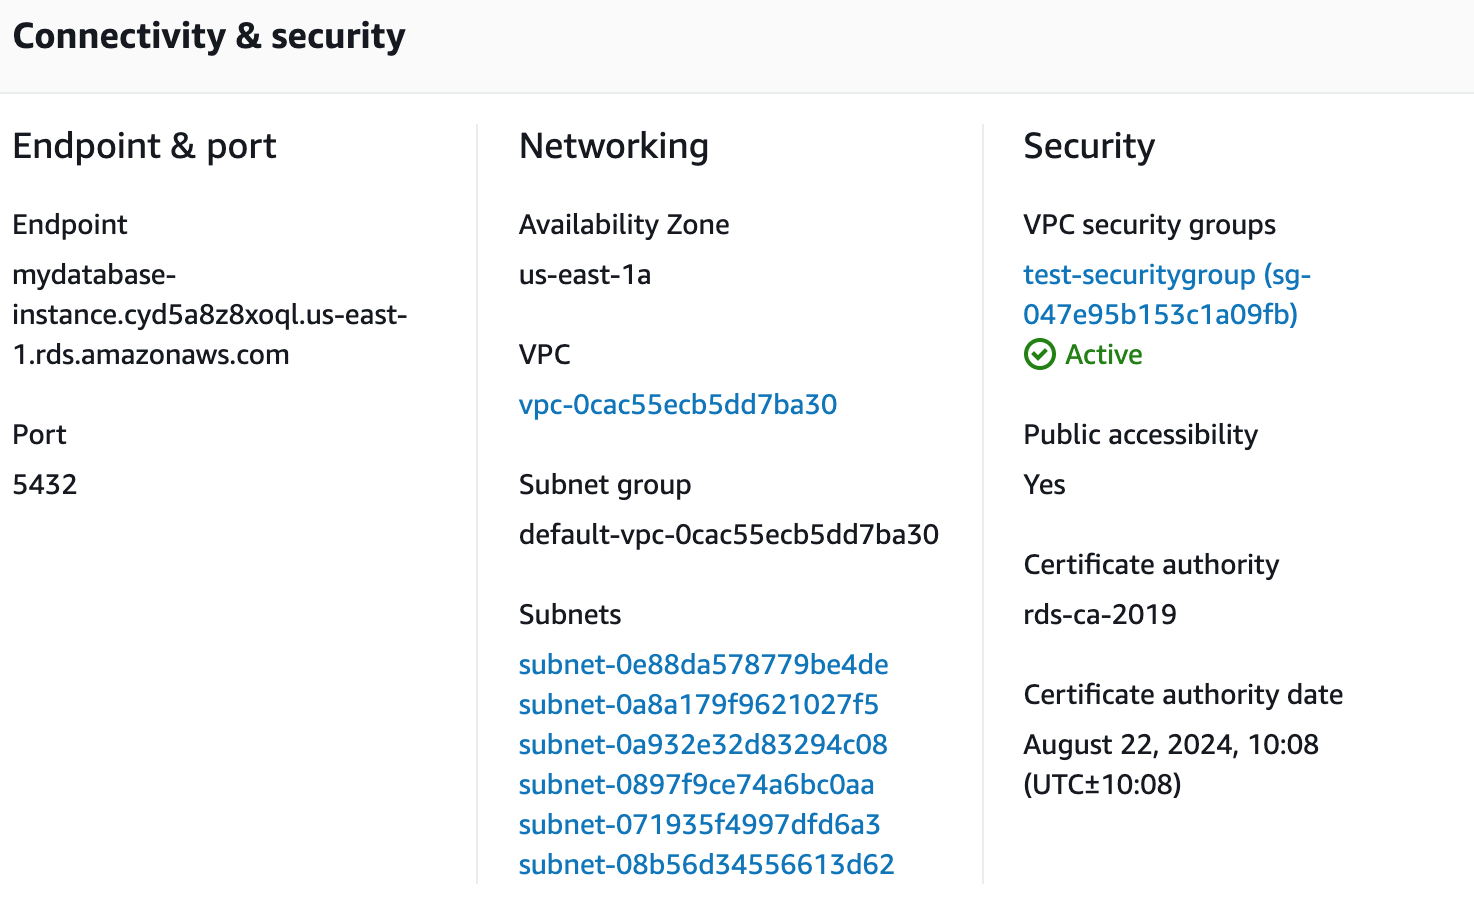 Connectivity & security
Endpoint & port
Endpoint
mydatabase-
instance.cyd5a8z8xoql.us-east-
1.rds.amazonaws.com
Port
5432
Networking
Availability Zone
us-east-1a
VPC
vpc-0cac55ecb5dd7ba30
Subnet group
default-vpc-0cac55ecb5dd7ba30
Subnets
subnet-0e88da578779be4de
subnet-0a8a179f9621027f5
subnet-0a932e32d83294c08
subnet-0897f9ce74a6bc0aa
subnet-071935f4997dfd6a3
subnet-08b56d34556613d62
Security
VPC security groups
test-securitygroup (sg-
047e95b153c1a09fb)
Active
Public accessibility
Yes
Certificate authority
rds-ca-2019
Certificate authority date
August 22, 2024, 10:08
(UTC±10:08)